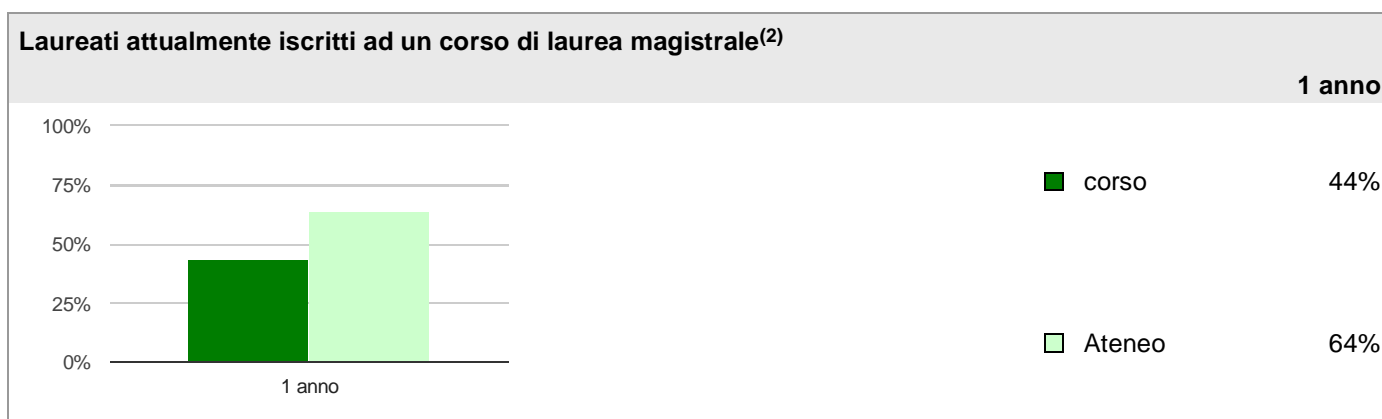 Laureati attualmente iscritti ad un corso di laurea magistrale(2)
1 anno
100%
75%
50%
25%
0%
1 anno
corso 44%
Ateneo 64%